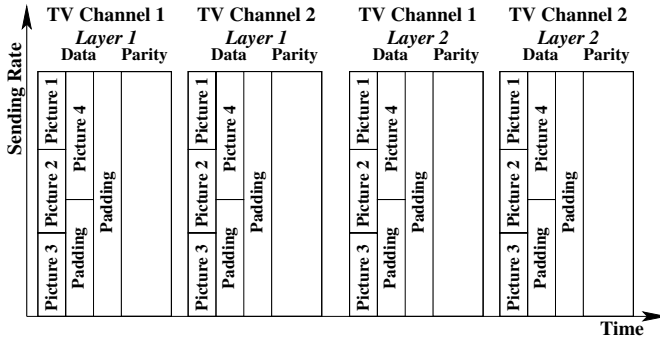 TV Channel 1 TV Channel 2 TV Channel 1 TV Channel 2
Layer 1 Layer 1 Layer 2 Layer 2
Data Parity Data Parity Data Parity Data Parity
Sending Rate
Picture 1
Picture 2
Picture 3
Picture 4
Padding
Padding
Picture 1
Picture 2
Picture 3
Picture 4
Padding
Padding
Picture 1
Picture 2
Picture 3
Picture 4
Padding
Padding
Picture 1
Picture 2
Picture 3
Picture 4
Padding
Padding
Time